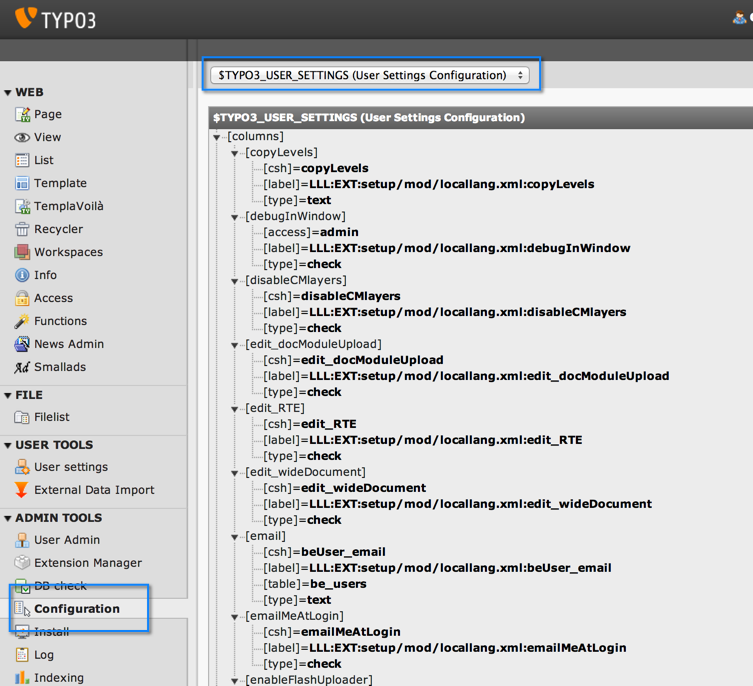 TYPO3
$TYPO3_USER_SETTINGS (User Settings Configuration)
WEB
Page
View
List
Template
TemplaVoilà
Recycler
Workspaces
Info
Access
Functions
News Admin
Smallads
FILE
Filelist
USER TOOLS
User settings
External Data Import
ADMIN TOOLS
User Admin
Extension Manager
DB check
Configuration
Install
Log
Indexing
$TYPO3_USER_SETTINGS (User Settings Configuration)
[columns]
[copyLevels]
[csh]=copyLevels
[label]=LLL:EXT:setup/mod/locallang.xml:copyLevels
[type]=text
[debugInWindow]
[access]=admin
[label]=LLL:EXT:setup/mod/locallang.xml:debugInWindow
[type]=check
[disableCMlayers]
[csh]=disableCMlayers
[label]=LLL:EXT:setup/mod/locallang.xml:disableCMlayers
[type]=check
[edit_docModuleUpload]
[csh]=edit_docModuleUpload
[label]=LLL:EXT:setup/mod/locallang.xml:edit_docModuleUpload
[type]=check
[edit_RTE]
[csh]=edit_RTE
[label]=LLL:EXT:setup/mod/locallang.xml:edit_RTE
[type]=check
[edit_wideDocument]
[csh]=edit_wideDocument
[label]=LLL:EXT:setup/mod/locallang.xml:edit_wideDocument
[type]=check
[email]
[csh]=beUser_email
[label]=LLL:EXT:setup/mod/locallang.xml:beUser_email
[table]=be_users
[type]=text
[emailMeAtLogin]
[csh]=emailMeAtLogin
[label]=LLL:EXT:setup/mod/locallang.xml:emailMeAtLogin
[type]=check
[enableFlashUploader]